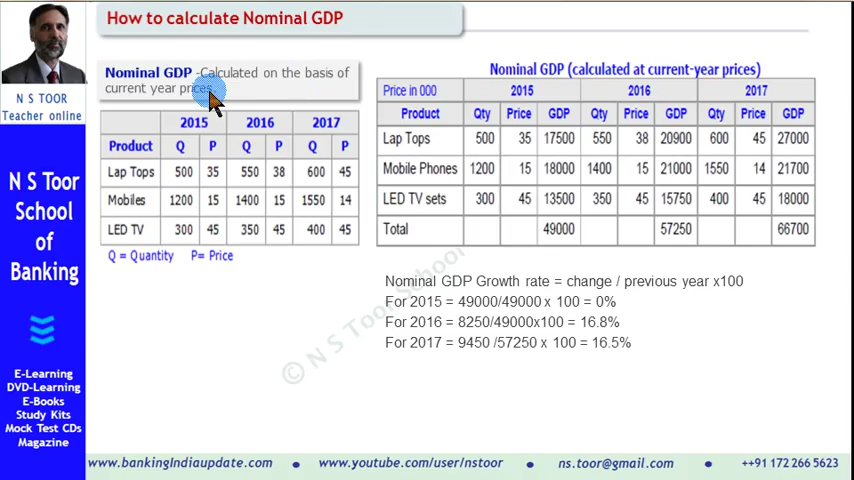 How to calculate Nominal GDP
N S TOOR
Teacher online
N S Toor
School
of
Banking
E-Learning
DVD-Learning
E-Books
Study Kits
Mock Test CDs
Magazine
Nominal GDP -Calculated on the basis of
current year prices.
2015 2016 2017
Product Q P Q P Q P
Lap Tops 500 35 550 38 600 45
Mobiles 1200 15 1400 15 1550 14
LED TV 300 45 350 45 400 45
Q = Quantity P= Price
Nominal GDP (calculated at current-year prices)
Price in 000 2015 2016 2017
Product Qty Price GDP Qty Price GDP Qty Price GDP
Lap Tops 500 35 17500 550 38 20900 600 45 27000
Mobile Phones 1200 15 18000 1400 15 21000 1550 14 21700
LED TV sets 300 45 13500 350 45 15750 400 45 18000
Total 49000 57250 66700
Nominal GDP Growth rate = change / previous year x100
For 2015 = 49000/49000 x 100 = 0%
For 2016 = 8250/49000x100 = 16.8%
For 2017 = 9450 /57250 x 100 = 16.5%
© N S Toor School
www.bankingIndiaupdate.com • www.youtube.com/user/nstoor • ns.toor@gmail.com • ++91 172 266 5623